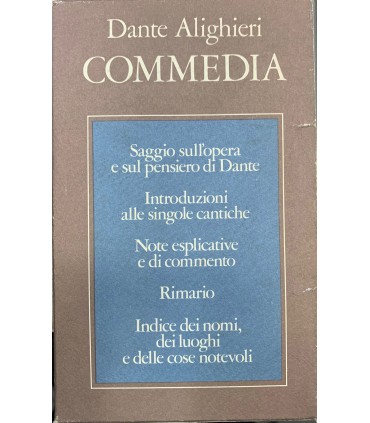 Dante Alighieri
COMMEDIA
Saggio sull'opera
e sul pensiero di Dante
Introduzioni
alle singole cantiche
Note esplicative
e di commento
Rimario
Indice dei nomi,
dei luoghi
e delle cose notevoli